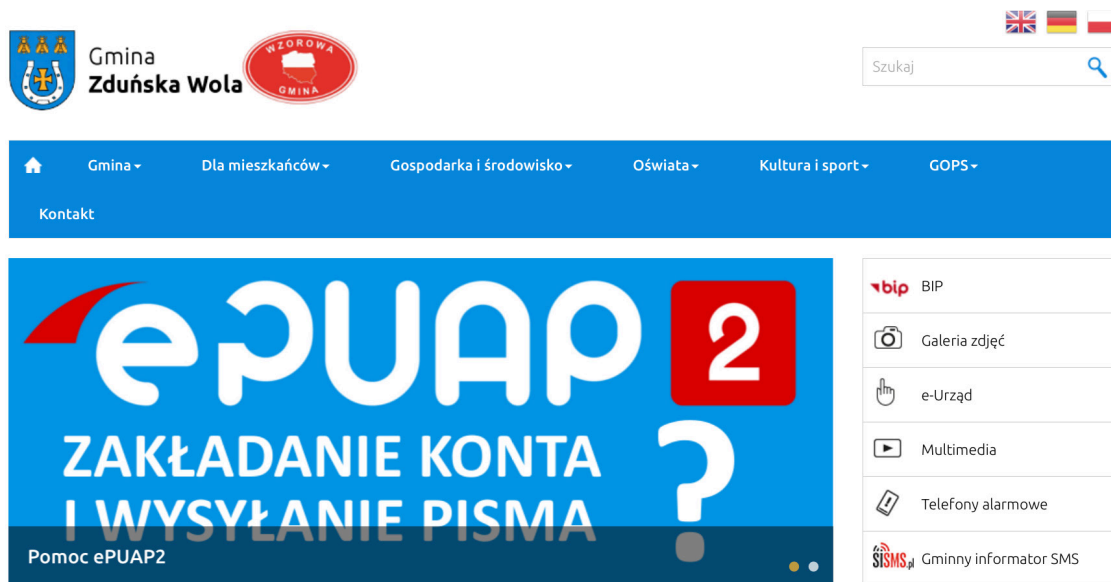 Gmina
Zduńska Wola
WZOROWA
GMINA
Szukaj
Gmina
Dla mieszkańców
Gospodarka i środowisko
Oświata
Kultura i sport
GOPS
Kontakt
ePUAP 2
ZAKŁADANIE KONTA
I WYSYŁANIE PISMA
?
Pomoc ePUAP2
bip BIP
Galeria zdjęć
e-Urząd
Multimedia
Telefony alarmowe
SISMS.pl Gminny informator SMS